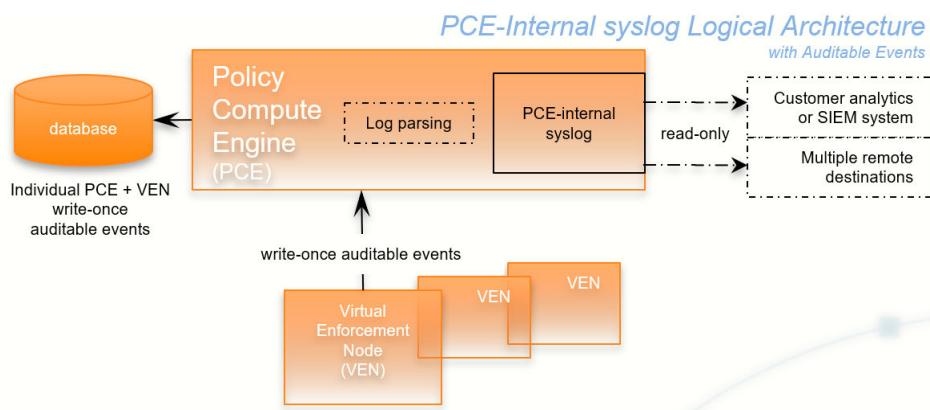 PCE-Internal syslog Logical Architecture
with Auditable Events
Policy
Compute
Engine
(PCE)
database
Log parsing
PCE-internal
syslog
read-only
Customer analytics
or SIEM system
Multiple remote
destinations
Individual PCE + VEN
write-once
auditable events
write-once auditable events
Virtual
Enforcement
Node
(VEN)
VEN
VEN